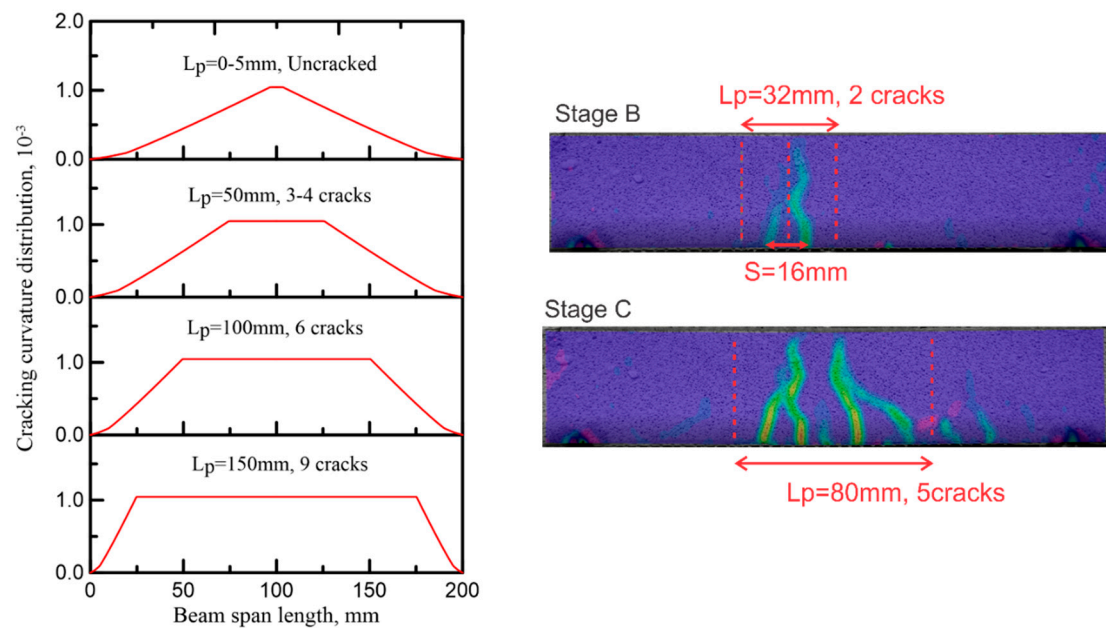 Cracking curvature distribution, 10⁻³
2.0
Lp=0-5mm, Uncracked
1.0
0.0
Lp=50mm, 3-4 cracks
1.0
0.0
Lp=100mm, 6 cracks
1.0
0.0
Lp=150mm, 9 cracks
1.0
0.0
0 50 100 150 200
Beam span length, mm
Lp=32mm, 2 cracks
Stage B
S=16mm
Stage C
Lp=80mm, 5cracks